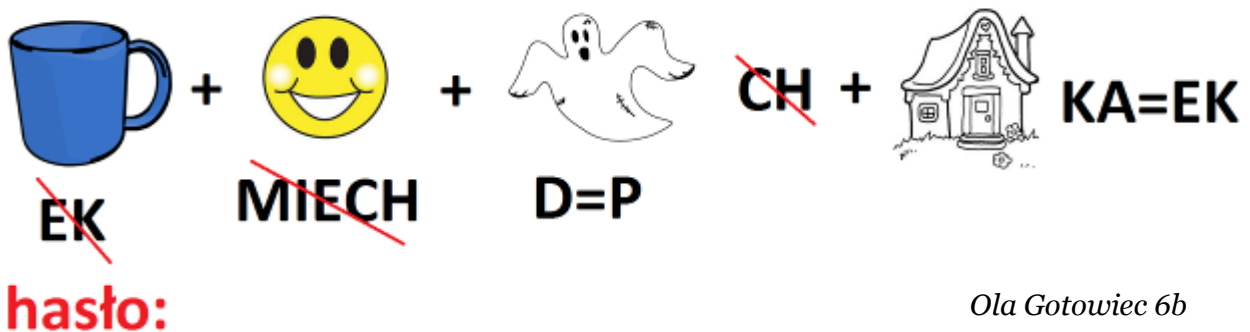 + + CH + KA=EK
EK MIECH D=P
hasło:
Ola Gotowiec 6b